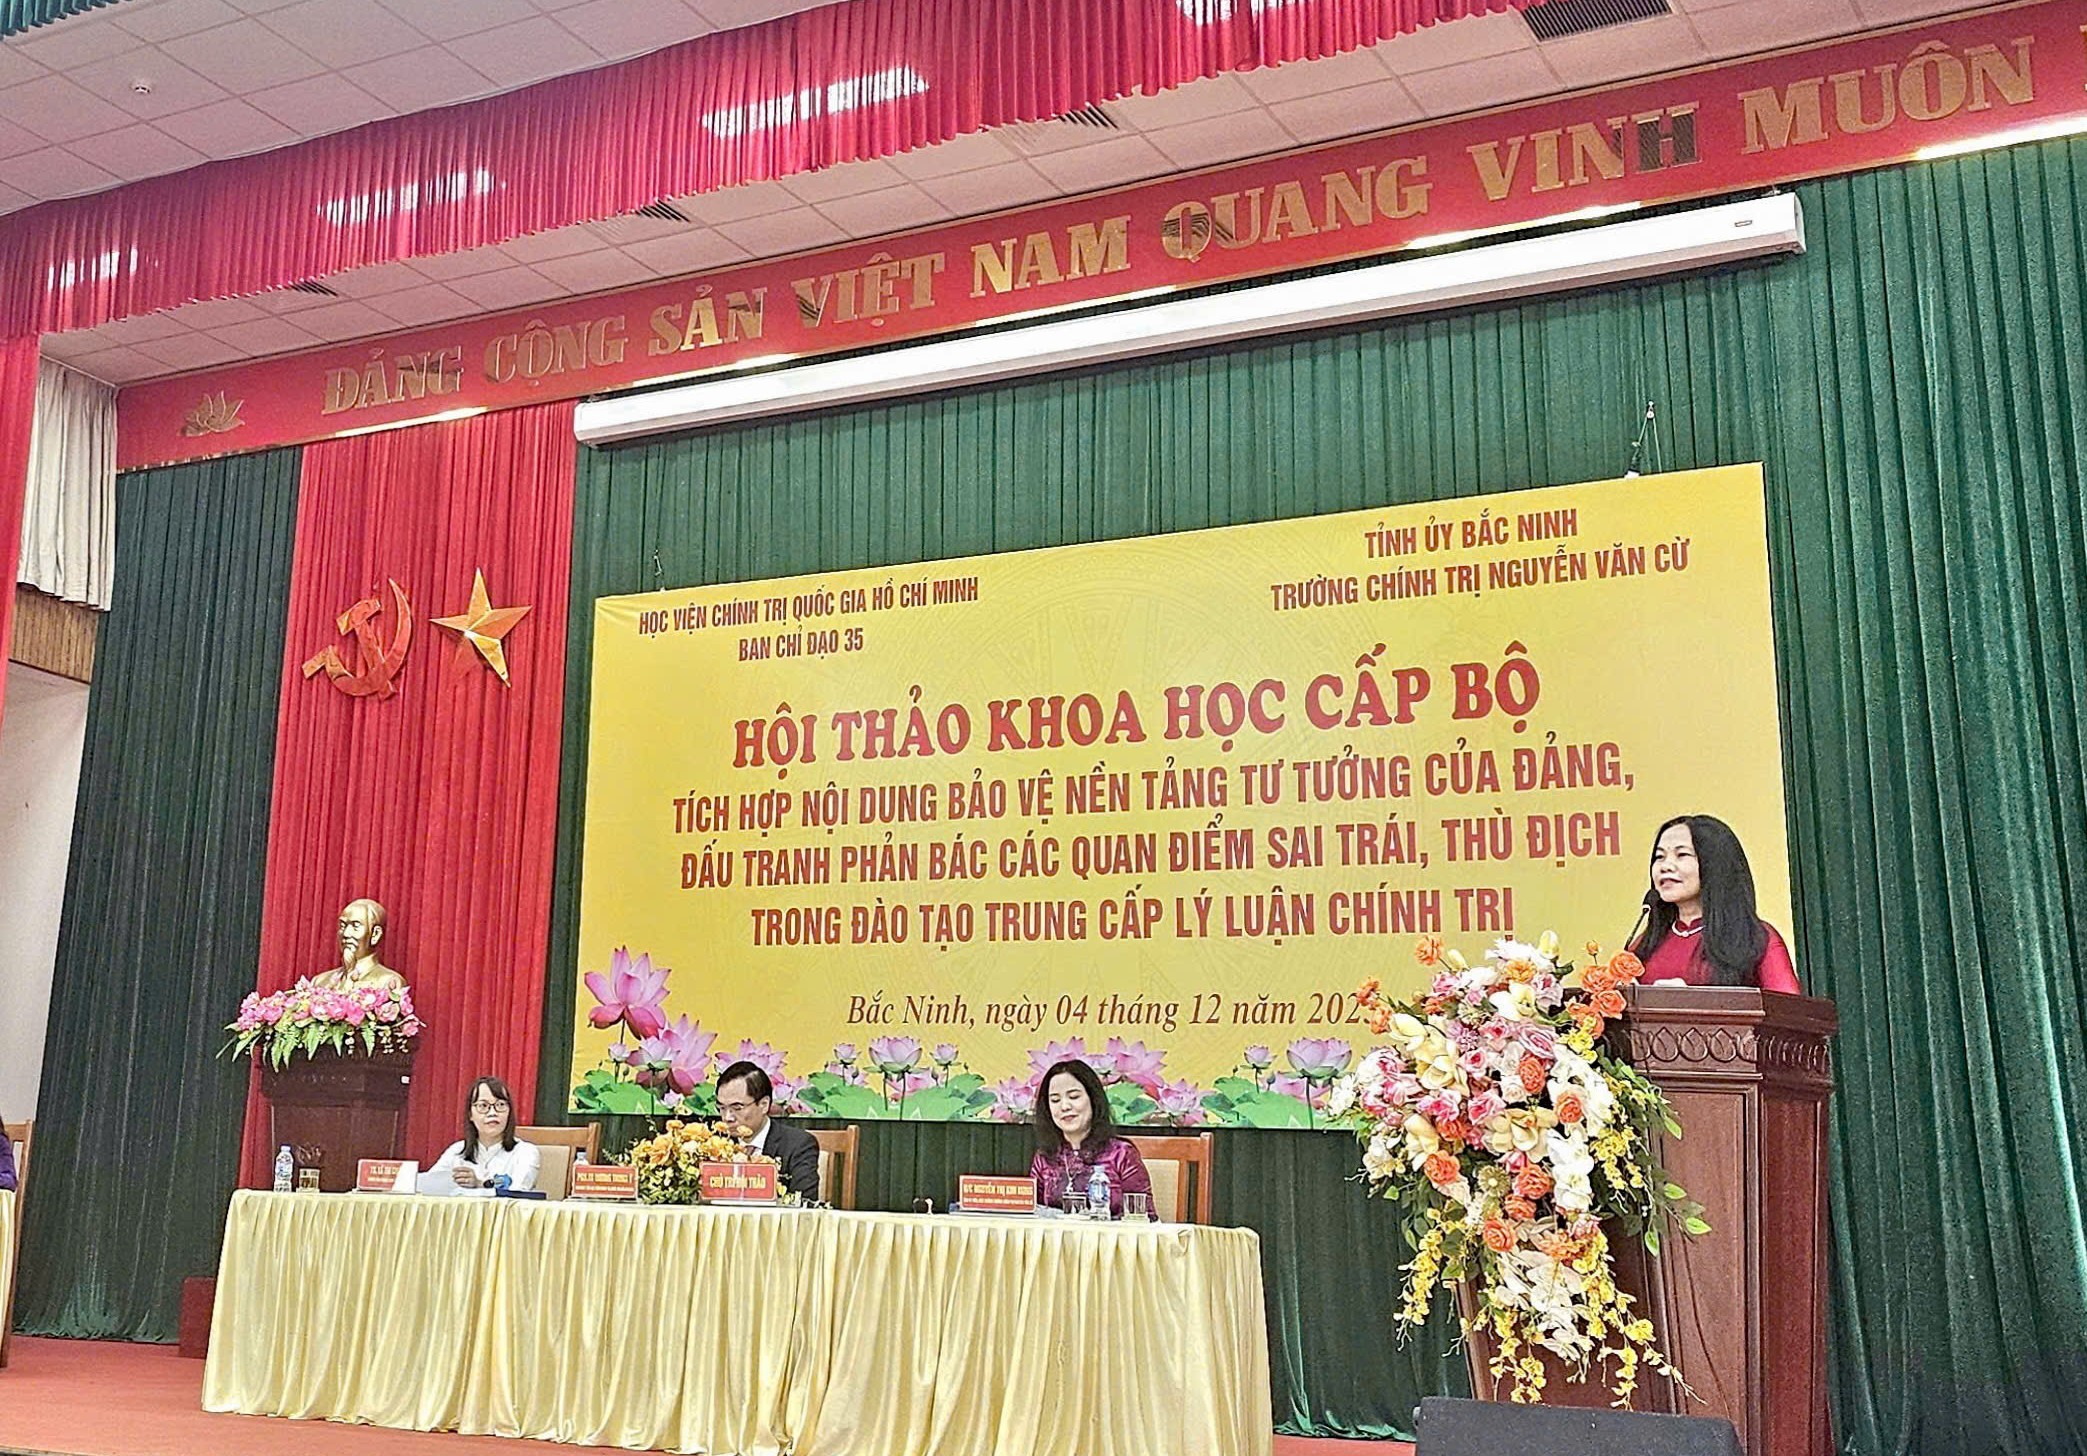 ĐẢNG CỘNG SẢN VIỆT NAM QUANG VINH MUÔN
HỌC VIỆN CHÍNH TRỊ QUỐC GIA HỒ CHÍ MINH
BAN CHỈ ĐẠO 35
TỈNH ỦY BẮC NINH
TRƯỜNG CHÍNH TRỊ NGUYỄN VĂN CỪ
HỘI THẢO KHOA HỌC CẤP BỘ
TÍCH HỢP NỘI DUNG BẢO VỆ NỀN TẢNG TƯ TƯỞNG CỦA ĐẢNG,
ĐẤU TRANH PHẢN BÁC CÁC QUAN ĐIỂM SAI TRÁI, THÙ ĐỊCH
TRONG ĐÀO TẠO TRUNG CẤP LÝ LUẬN CHÍNH TRỊ
Bắc Ninh, ngày 04 tháng 12 năm 202
CHỦ TRÌ HỘI THẢO